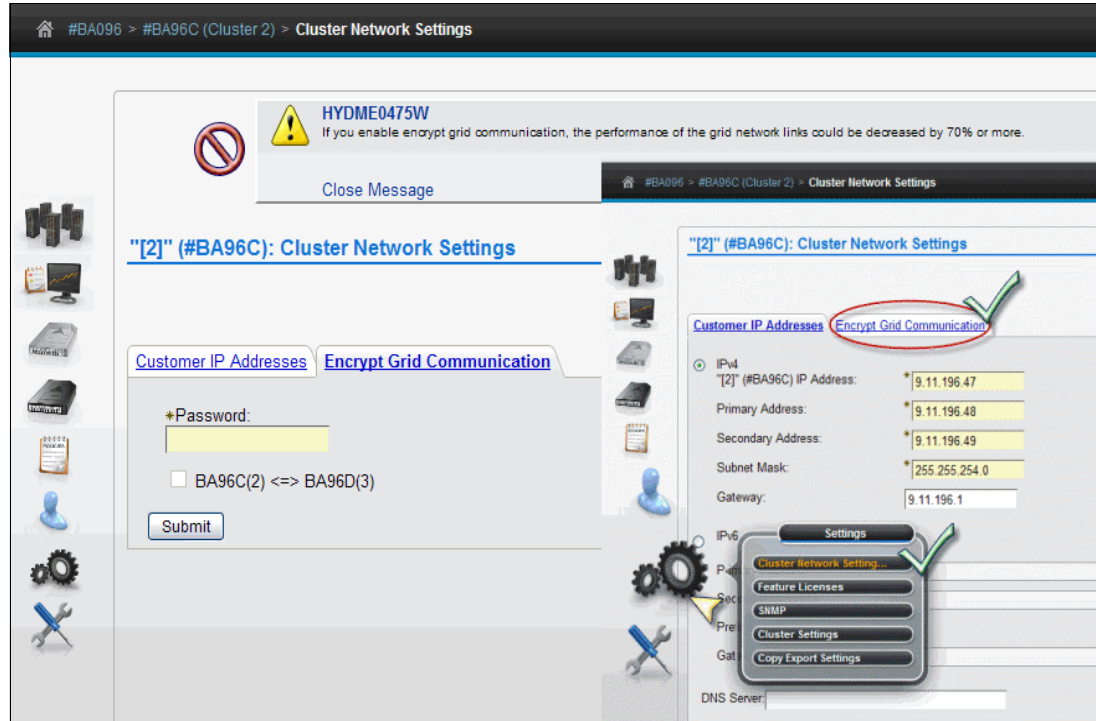 #BA096 > #BA96C (Cluster 2) > Cluster Network Settings
HYDME0475W
If you enable encrypt grid communication, the performance of the grid network links could be decreased by 70% or more.
Close Message
"[2]" (#BA96C): Cluster Network Settings
Customer IP Addresses Encrypt Grid Communication
*Password:
BA96C(2) <=> BA96D(3)
Submit
#BA096 > #BA96C (Cluster 2) > Cluster Network Settings
"[2]" (#BA96C): Cluster Network Settings
Customer IP Addresses Encrypt Grid Communication
IPv4
"[2]" (#BA96C) IP Address: * 9.11.196.47
Primary Address: * 9.11.196.48
Secondary Address: * 9.11.196.49
Subnet Mask: * 255.255.254.0
Gateway: 9.11.196.1
IPv6
Settings
Cluster Network Setting...
Feature Licenses
SNMP
Cluster Settings
Copy Export Settings
DNS Server: